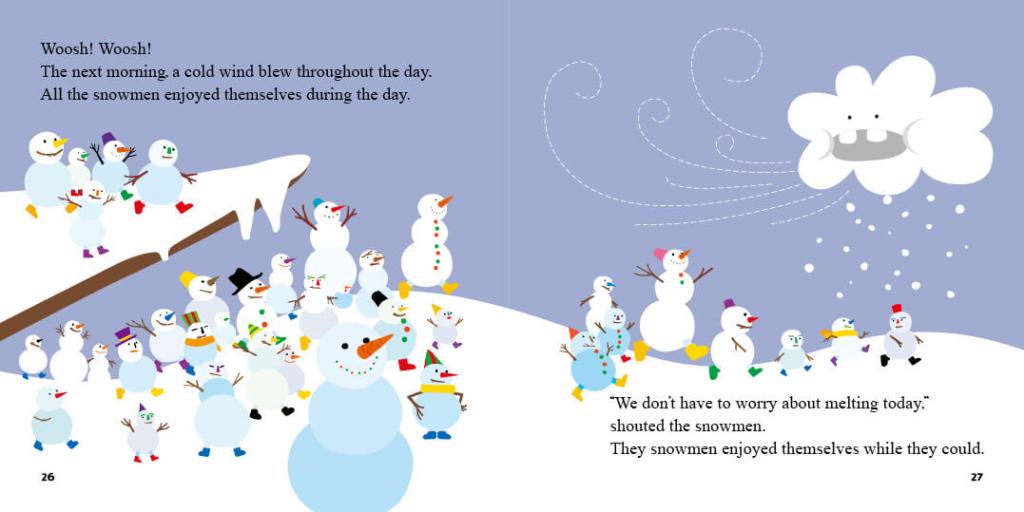 Woosh! Woosh!
The next morning, a cold wind blew throughout the day.
All the snowmen enjoyed themselves during the day.
26
"We don't have to worry about melting today."
shouted the snowmen.
They snowmen enjoyed themselves while they could.
27